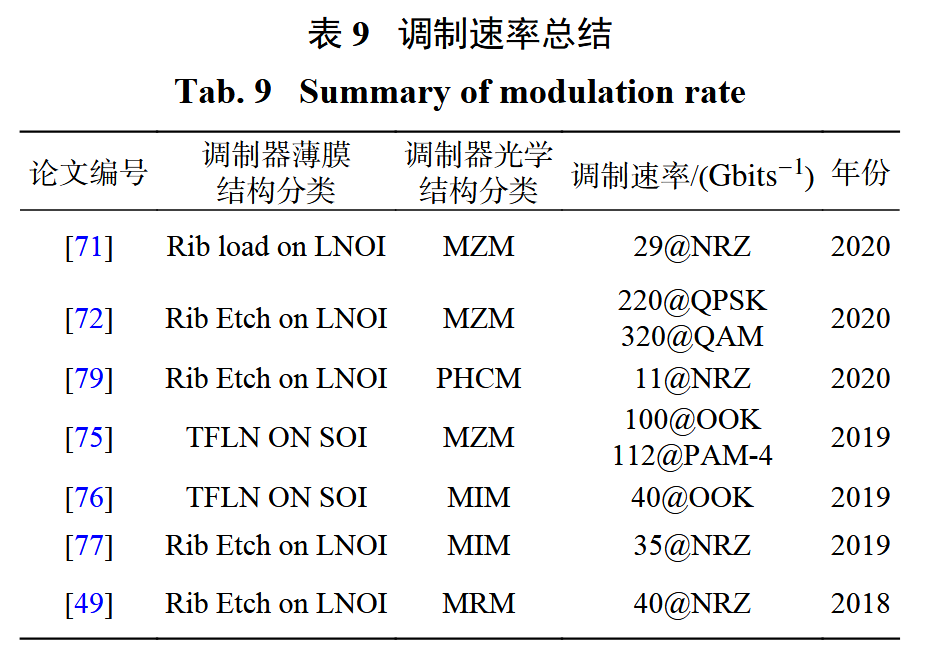 表 9 调制速率总结
Tab. 9 Summary of modulation rate
论文编号 调制器薄膜结构分类 调制器光学结构分类 调制速率/(Gbits⁻¹) 年份
[71] Rib load on LNOI MZM 29@NRZ 2020
[72] Rib Etch on LNOI MZM 220@QPSK 320@QAM 2020
[79] Rib Etch on LNOI PHCM 11@NRZ 2020
[75] TFLN ON SOI MZM 100@OOK 112@PAM-4 2019
[76] TFLN ON SOI MIM 40@OOK 2019
[77] Rib Etch on LNOI MIM 35@NRZ 2019
[49] Rib Etch on LNOI MRM 40@NRZ 2018